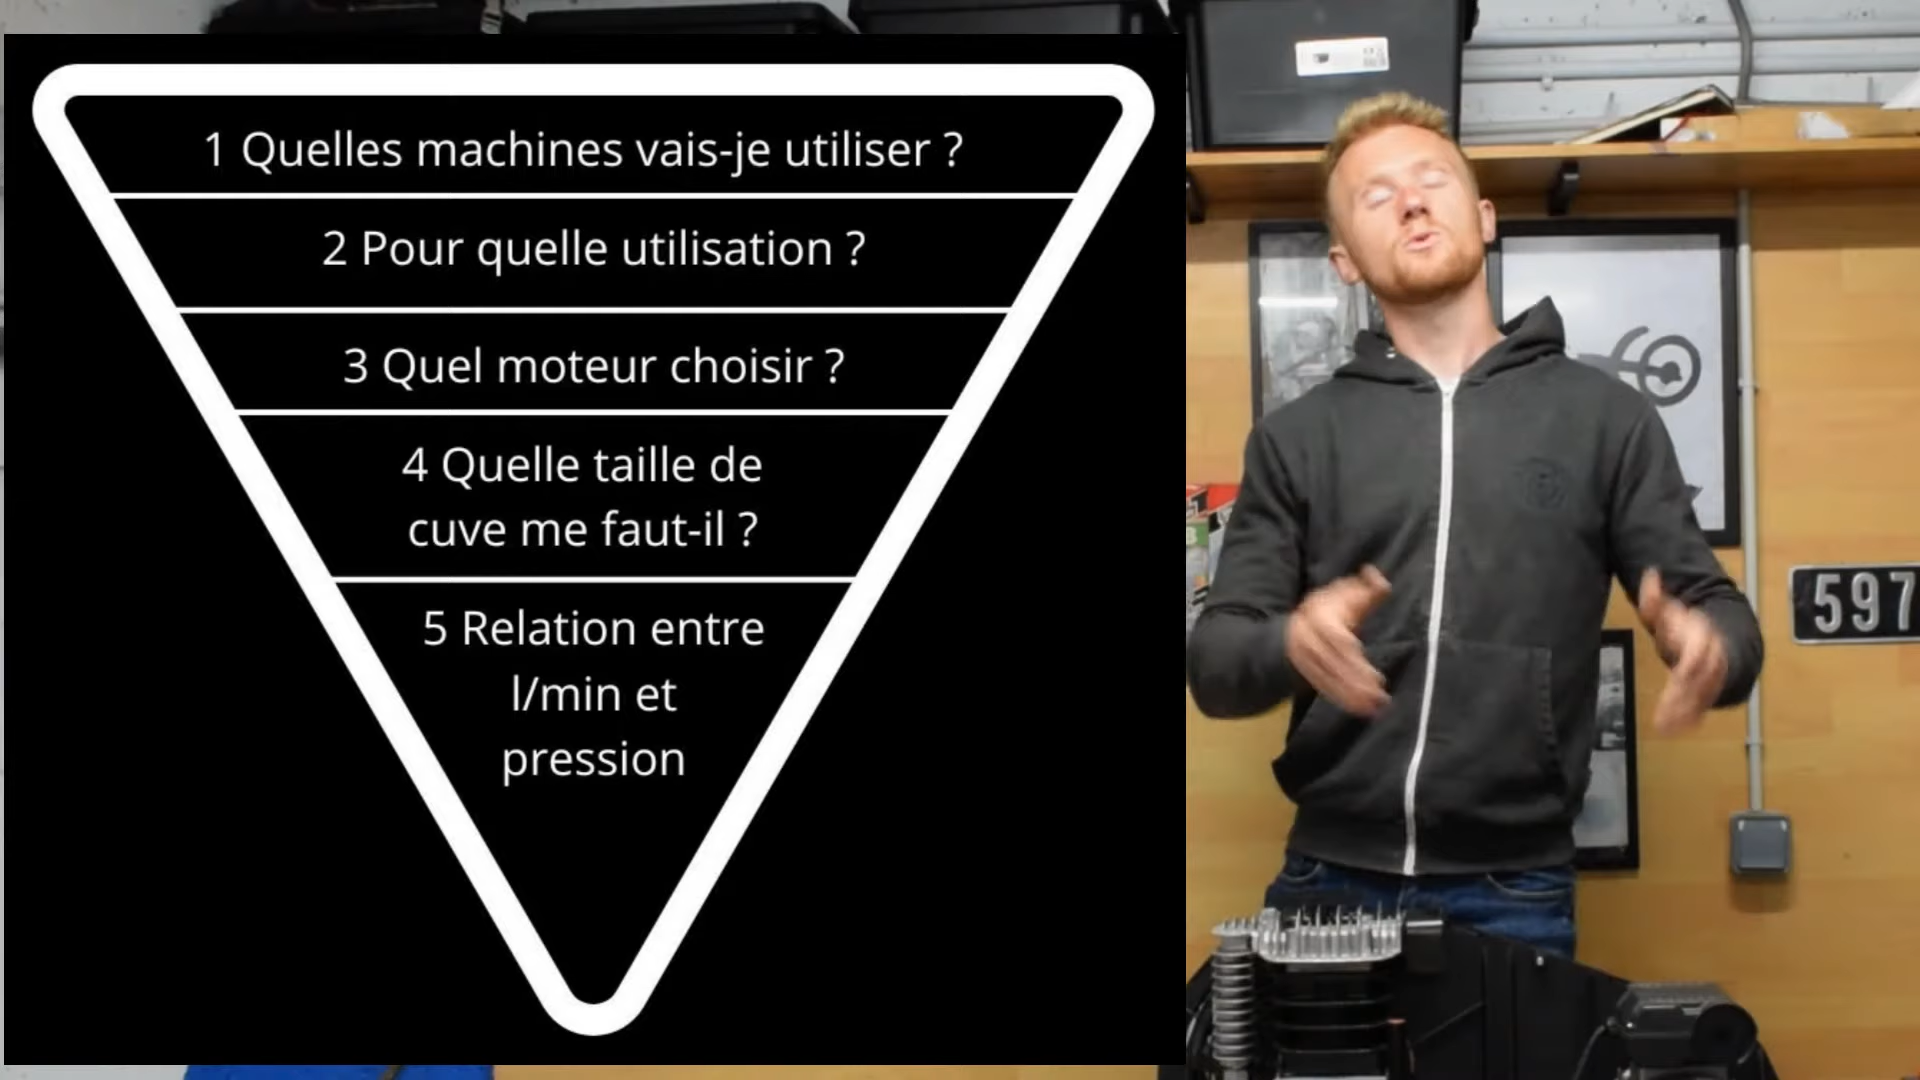 1 Quelles machines vais-je utiliser ?
2 Pour quelle utilisation ?
3 Quel moteur choisir ?
4 Quelle taille de
cuve me faut-il ?
5 Relation entre
l/min et
pression
597